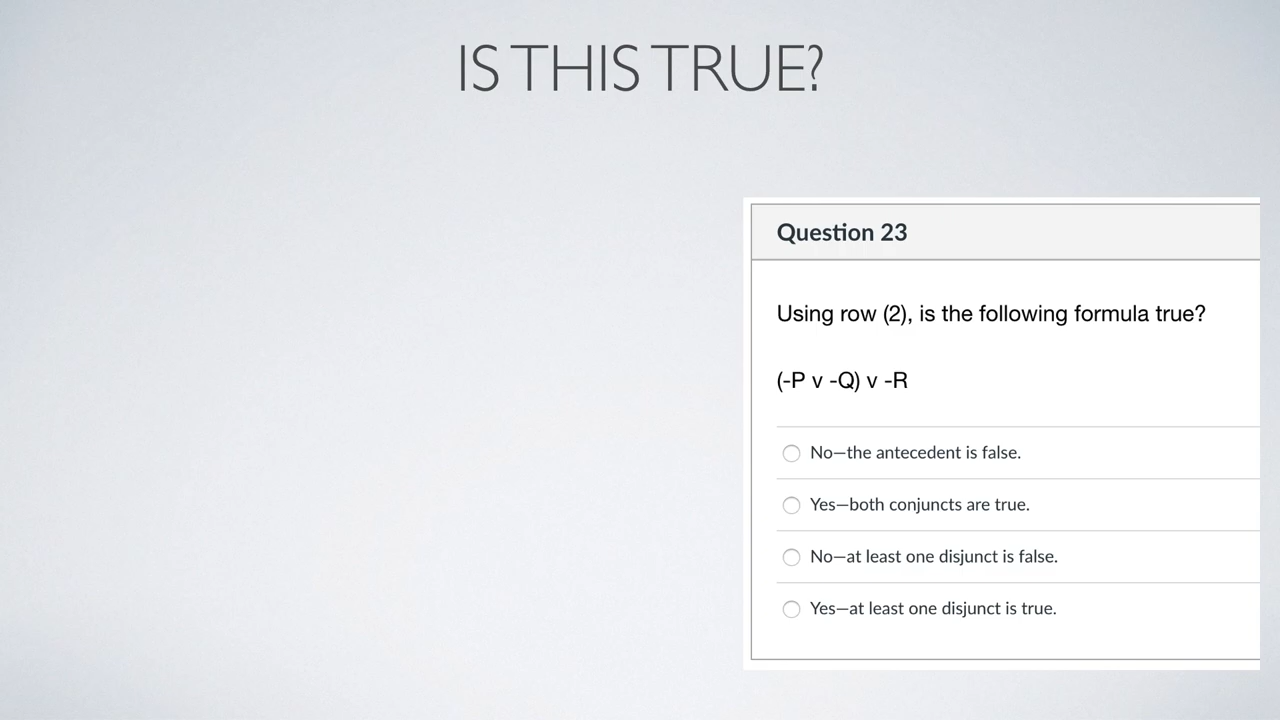 IS THIS TRUE?
Question 23
Using row (2), is the following formula true?
(-P v -Q) v -R
No—the antecedent is false.
Yes—both conjuncts are true.
No—at least one disjunct is false.
Yes—at least one disjunct is true.